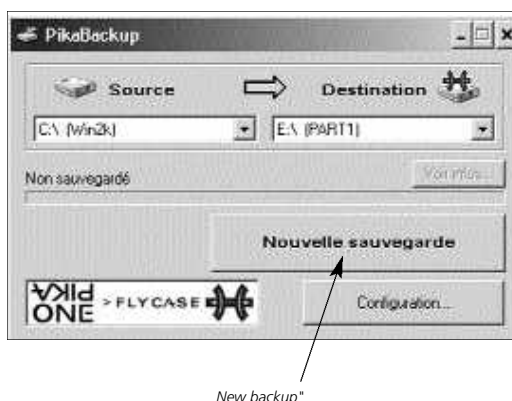 PikaBackup
Source
Destination
C:\ (Win2k)
E:\ (PART1)
Non sauvegardé
Voir infos...
Nouvelle sauvegarde
PIKA
ONE > FLYCASE
Configuration...
New backup"